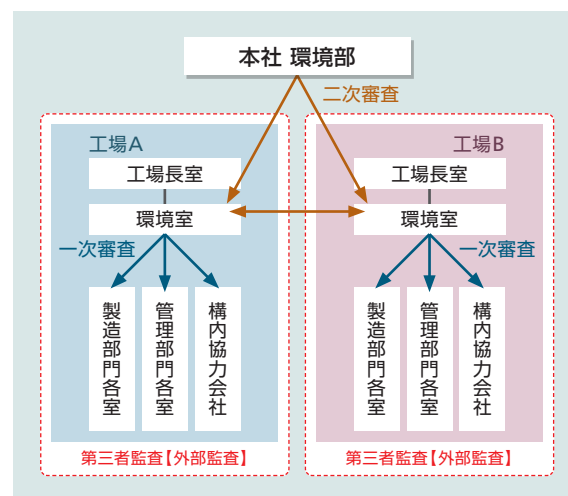 本社 環境部
二次審査
工場A
工場長室
環境室
一次審査
製造部門各室
管理部門各室
構内協力会社
第三者監査【外部監査】
工場B
工場長室
環境室
一次審査
製造部門各室
管理部門各室
構内協力会社
第三者監査【外部監査】